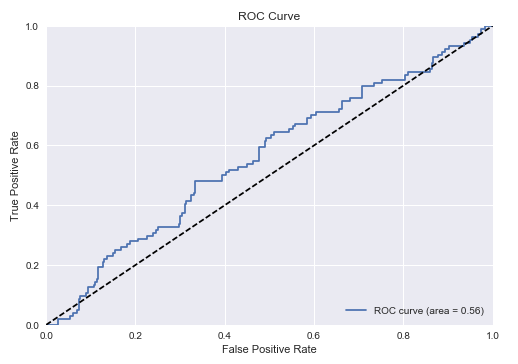 ROC Curve
1.0
0.8
0.6
0.4
0.2
0.0
True Positive Rate
ROC curve (area = 0.56)
0.0 0.2 0.4 0.6 0.8 1.0
False Positive Rate